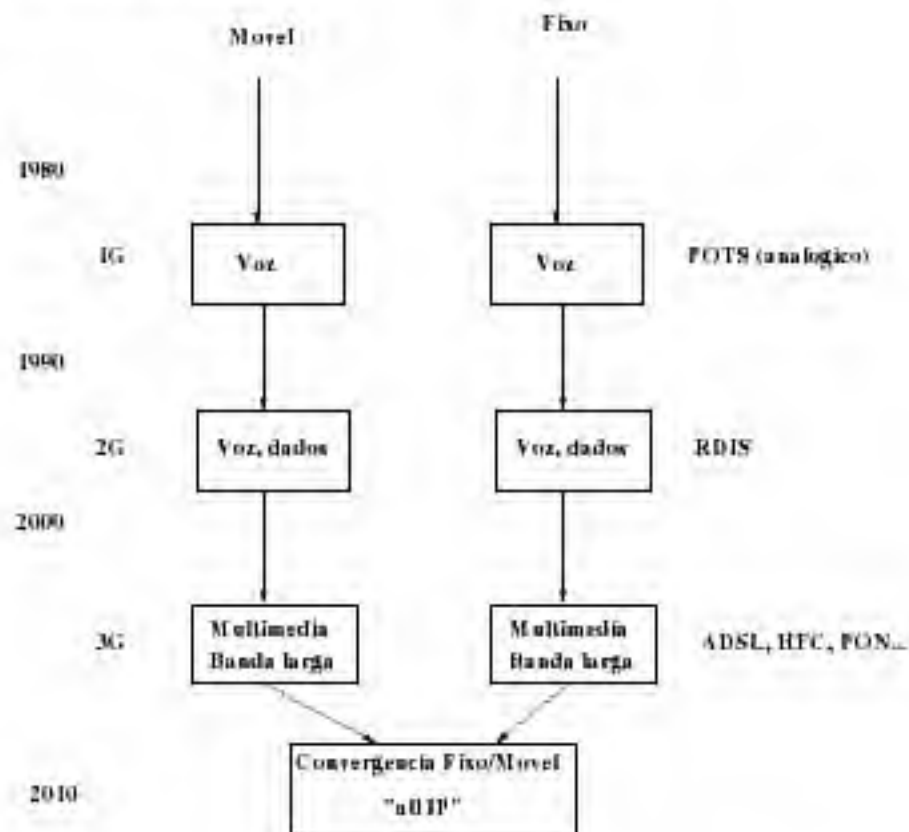 Movel
Fixo
1980
1G
Voz
Voz
POTS (analogico)
1990
2G
Voz, dados
Voz, dados
RDIS
2000
3G
Multimedia
Banda larga
Multimedia
Banda larga
ADSL, HFC, PON...
Convergencia Fixo/Movel
2010
"allIP"